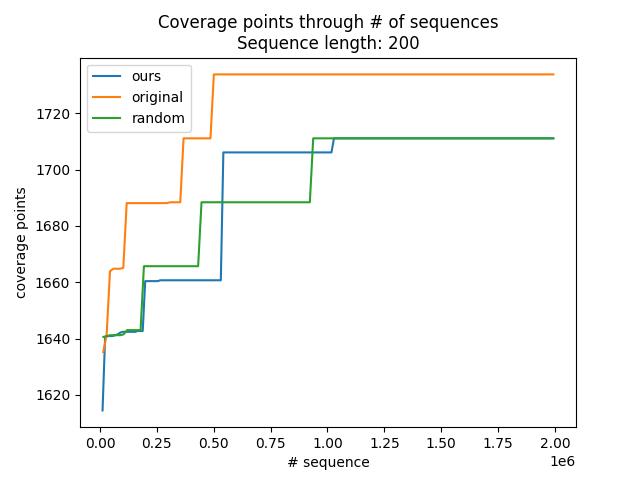 Coverage points through # of sequences
Sequence length: 200
ours
original
random
coverage points
1720
1700
1680
1660
1640
1620
0.00 0.25 0.50 0.75 1.00 1.25 1.50 1.75 2.00
1e6
# sequence